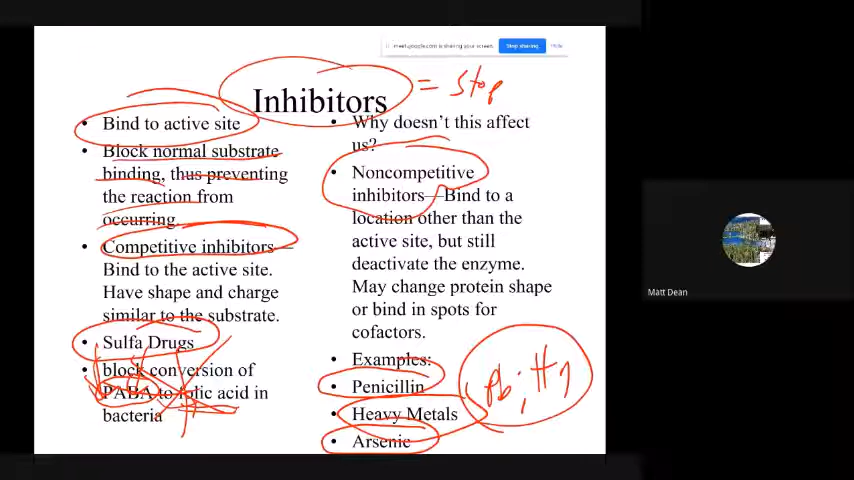 meet.google.com is sharing your screen.
Stop sharing
Hide
Inhibitors
= Stop
• Bind to active site
• Block normal substrate
binding, thus preventing
the reaction from
occurring.
• Competitive inhibitors—
Bind to the active site.
Have shape and charge
similar to the substrate.
• Sulfa Drugs
• block conversion of
PABA to folic acid in
bacteria
• Why doesn't this affect
us?
• Noncompetitive
inhibitors—Bind to a
location other than the
active site, but still
deactivate the enzyme.
May change protein shape
or bind in spots for
cofactors.
• Examples:
• Penicillin
• Heavy Metals
• Arsenic
Pb; Hg
Matt Dean